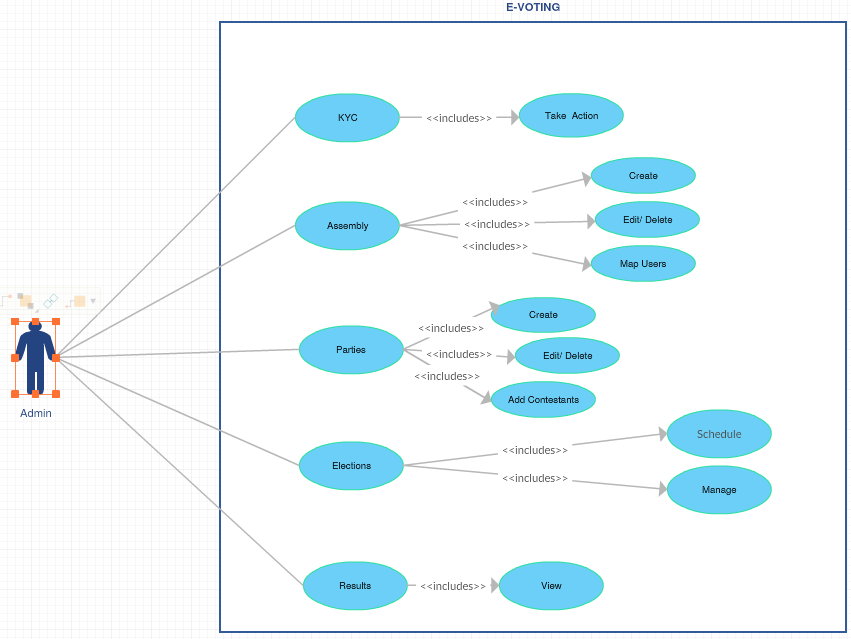 E-VOTING
KYC
<<includes>>
Take Action
Assembly
<<includes>>
Create
<<includes>>
Edit/ Delete
<<includes>>
Map Users
Admin
Parties
<<includes>>
Create
<<includes>>
Edit/ Delete
<<includes>>
Add Contestants
Elections
<<includes>>
Schedule
<<includes>>
Manage
Results
<<includes>>
View